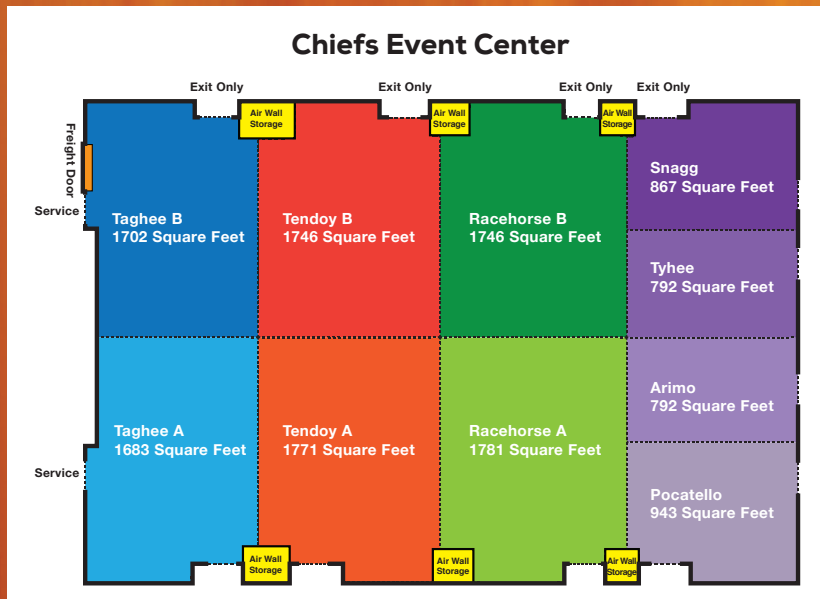 Chiefs Event Center
Exit Only
Exit Only
Exit Only
Exit Only
Air Wall
Storage
Air Wall
Storage
Air Wall
Storage
Freight Door
Service
Taghee B
1702 Square Feet
Tendoy B
1746 Square Feet
Racehorse B
1746 Square Feet
Snagg
867 Square Feet
Tyhee
792 Square Feet
Taghee A
1683 Square Feet
Tendoy A
1771 Square Feet
Racehorse A
1781 Square Feet
Arimo
792 Square Feet
Service
Pocatello
943 Square Feet
Air Wall
Storage
Air Wall
Storage
Air Wall
Storage